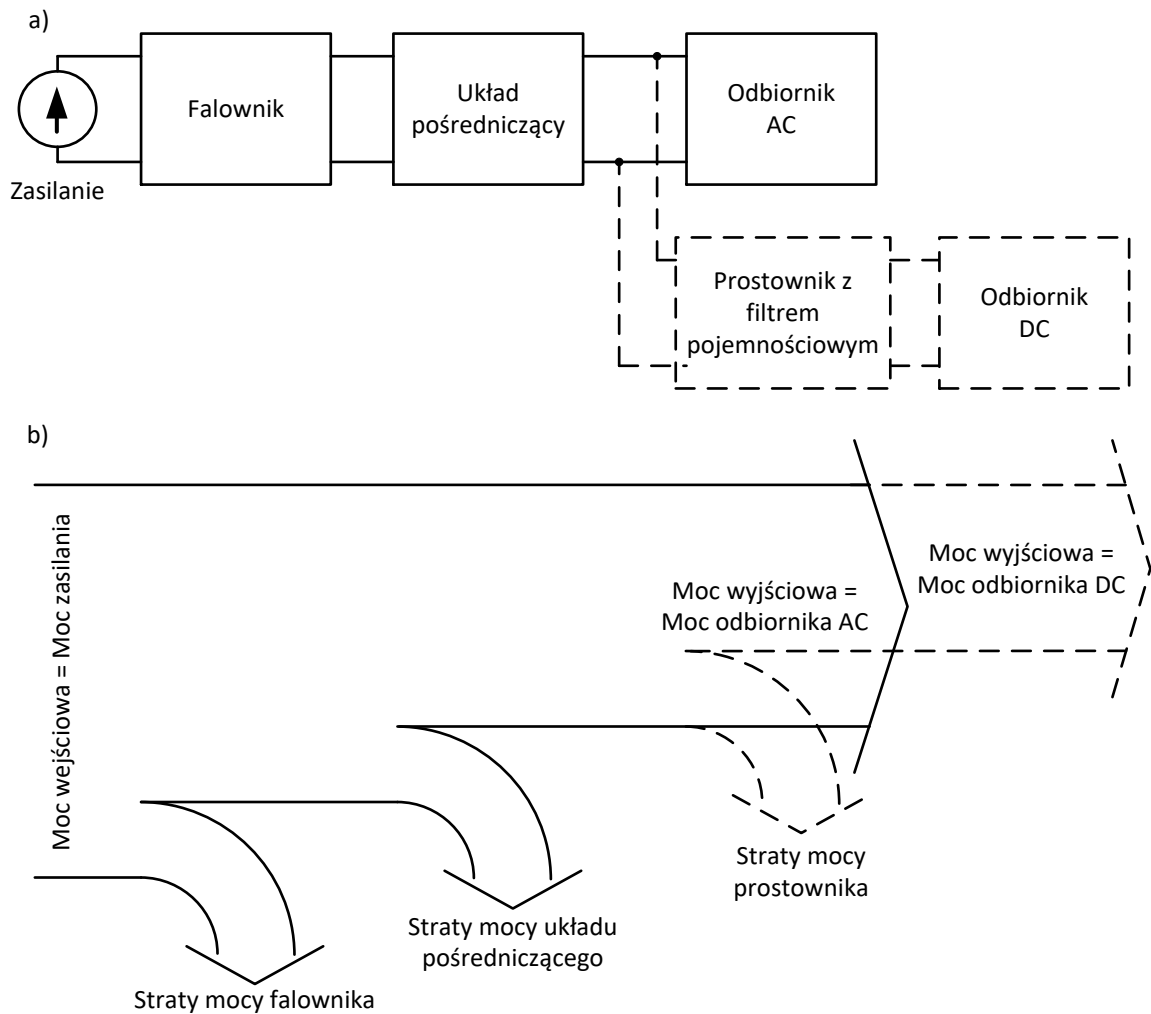 a)
Zasilanie
Falownik
Układ
pośredniczący
Odbiornik
AC
Prostownik z
filtrem
pojemnościowym
Odbiornik
DC
b)
Moc wejściowa = Moc zasilania
Moc wyjściowa =
Moc odbiornika AC
Moc wyjściowa =
Moc odbiornika DC
Straty mocy
prostownika
Straty mocy układu
pośredniczącego
Straty mocy falownika